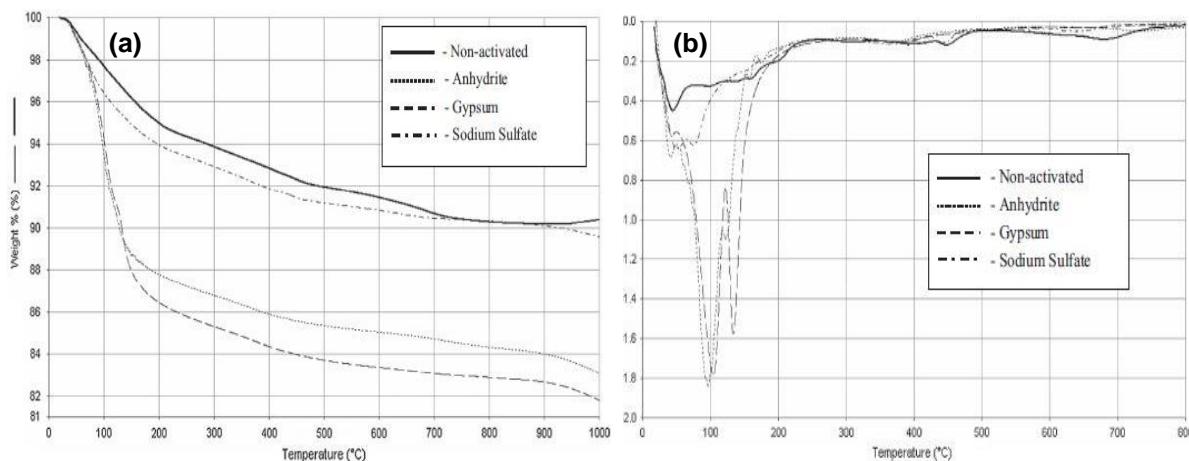 (a)
- Non-activated
- Anhydrite
- Gypsum
- Sodium Sulfate
100
98
96
94
92
90
88
86
84
82
81
Weight % (%)
0 100 200 300 400 500 600 700 800 900 1000
Temperature (°C)
(b)
- Non-activated
- Anhydrite
- Gypsum
- Sodium Sulfate
0.0
0.2
0.4
0.6
0.8
1.0
1.2
1.4
1.6
1.8
2.0
0 100 200 300 400 500 600 700 800
Temperature (°C)